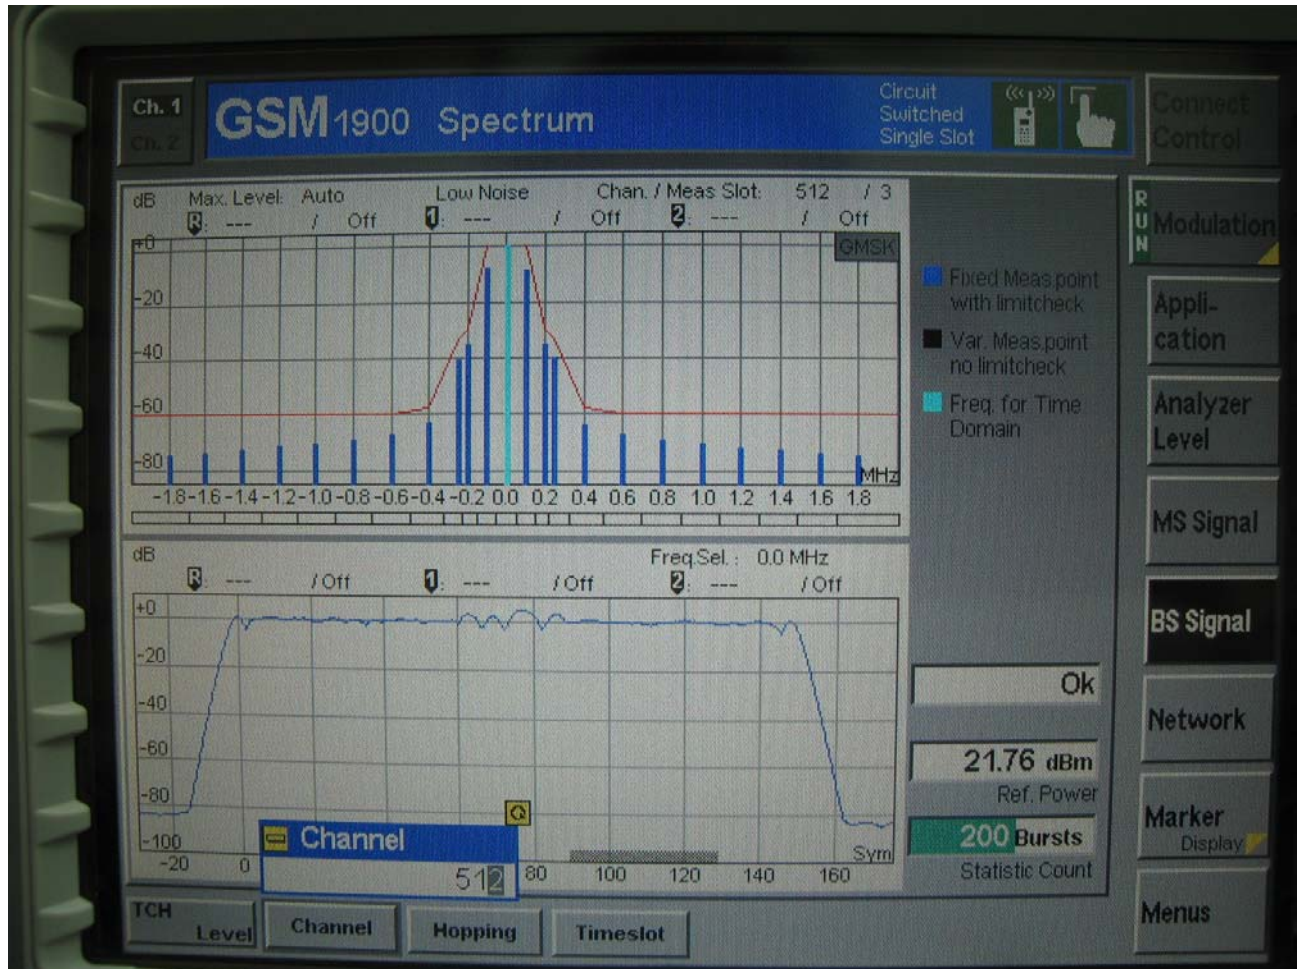 Ch. 1
Ch. 2
GSM 1900 Spectrum
Circuit
Switched
Single Slot
Connect
Control
dB Max. Level: Auto Low Noise Chan. / Meas Slot: 512 / 3
R: --- / Off 1: --- / Off 2: --- / Off
GMSK
+0
-20
-40
-60
-80
MHz
-1.8 -1.6 -1.4 -1.2 -1.0 -0.8 -0.6 -0.4 -0.2 0.0 0.2 0.4 0.6 0.8 1.0 1.2 1.4 1.6 1.8
Fixed Meas.point
with limitcheck
Var. Meas.point
no limitcheck
Freq. for Time
Domain
dB Freq.Sel. : 0.0 MHz
R: --- / Off 1: --- / Off 2: --- / Off
+0
-20
-40
-60
-80
-100
Sym
-20 0 80 100 120 140 160
Channel
512
Ok
21.76 dBm
Ref. Power
200 Bursts
Statistic Count
RUN
Modulation
Appli-
cation
Analyzer
Level
MS Signal
BS Signal
Network
Marker
Display
Menus
TCH
Level
Channel
Hopping
Timeslot